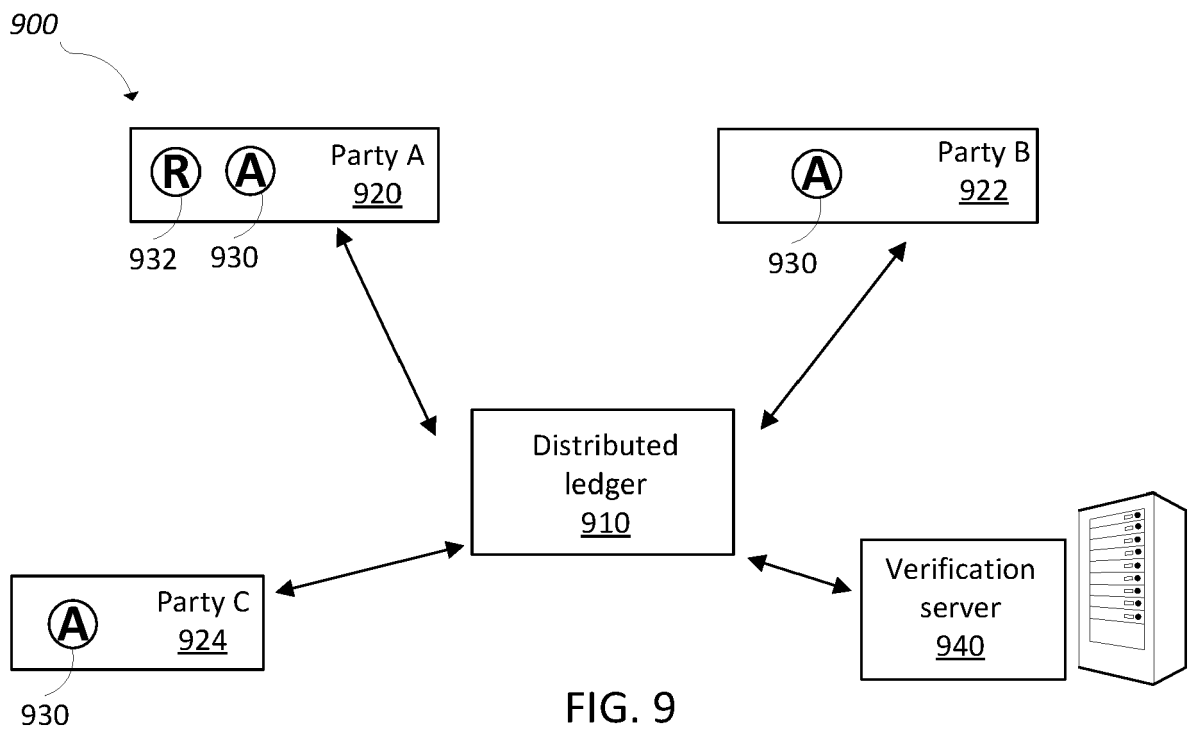 900
R A Party A
920
932 930
A Party B
922
930
Distributed
ledger
910
A Party C
924
930
Verification
server
940
FIG. 9